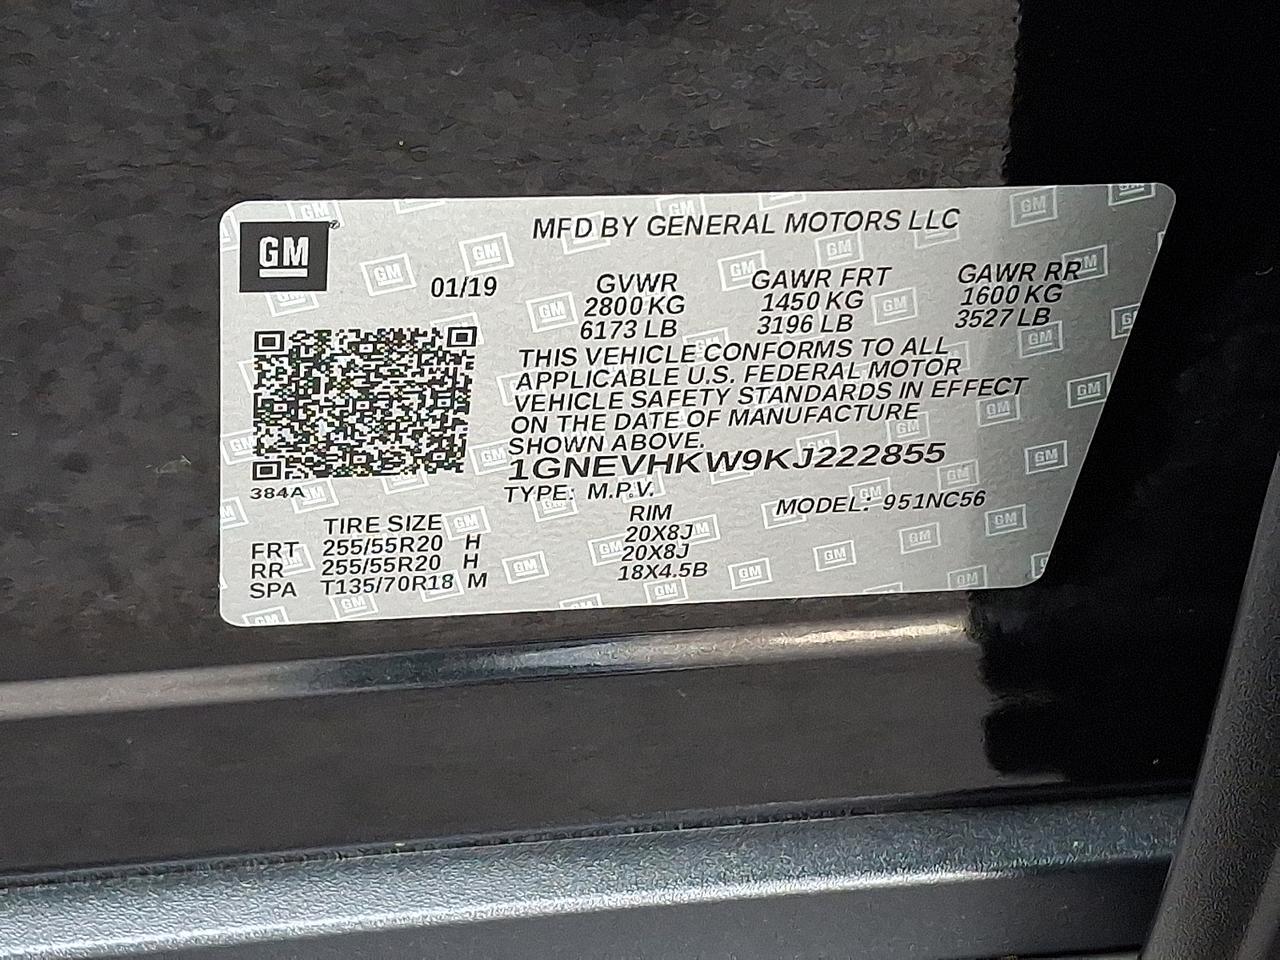 GM
MFD BY GENERAL MOTORS LLC
01/19
GVWR GAWR FRT GAWR RR
2800 KG 1450 KG 1600 KG
6173 LB 3196 LB 3527 LB
THIS VEHICLE CONFORMS TO ALL
APPLICABLE U.S. FEDERAL MOTOR
VEHICLE SAFETY STANDARDS IN EFFECT
ON THE DATE OF MANUFACTURE
SHOWN ABOVE.
1GNEVHKW9KJ222855
384A
TYPE: M.P.V. MODEL: 951NC56
TIRE SIZE RIM
FRT 255/55R20 H 20X8J
RR 255/55R20 H 20X8J
SPA T135/70R18 M 18X4.5B